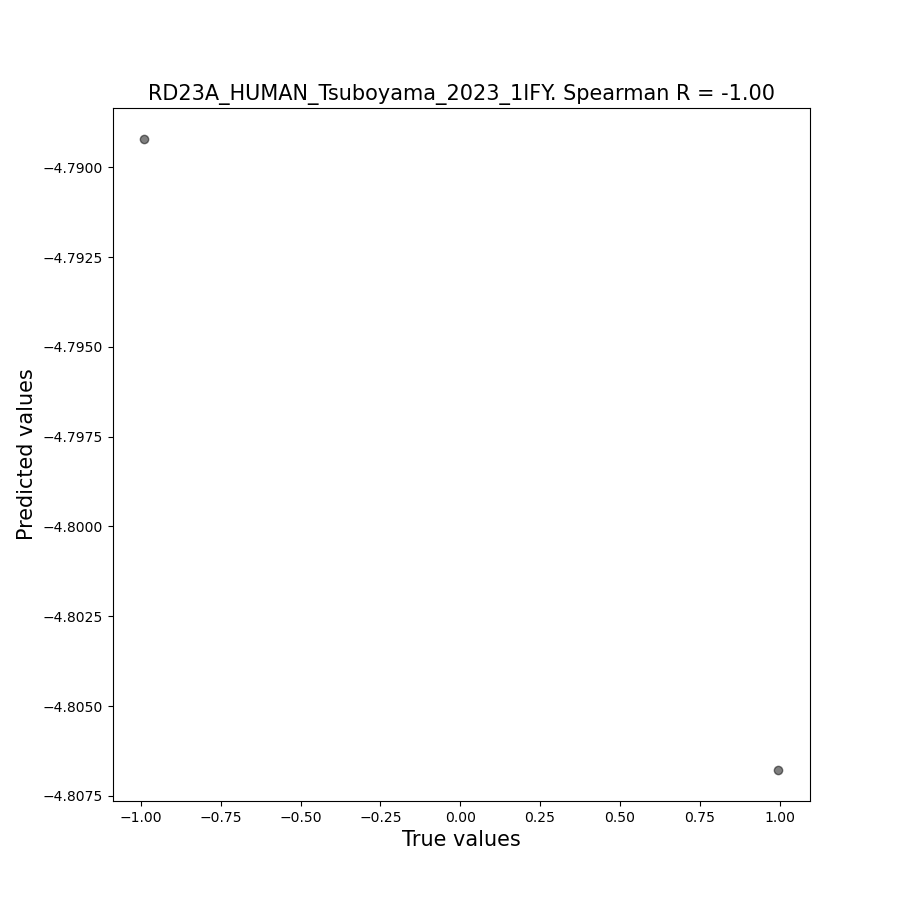 RD23A_HUMAN_Tsuboyama_2023_1IFY. Spearman R = -1.00
Predicted values
−4.7900
−4.7925
−4.7950
−4.7975
−4.8000
−4.8025
−4.8050
−4.8075
−1.00 −0.75 −0.50 −0.25 0.00 0.25 0.50 0.75 1.00
True values